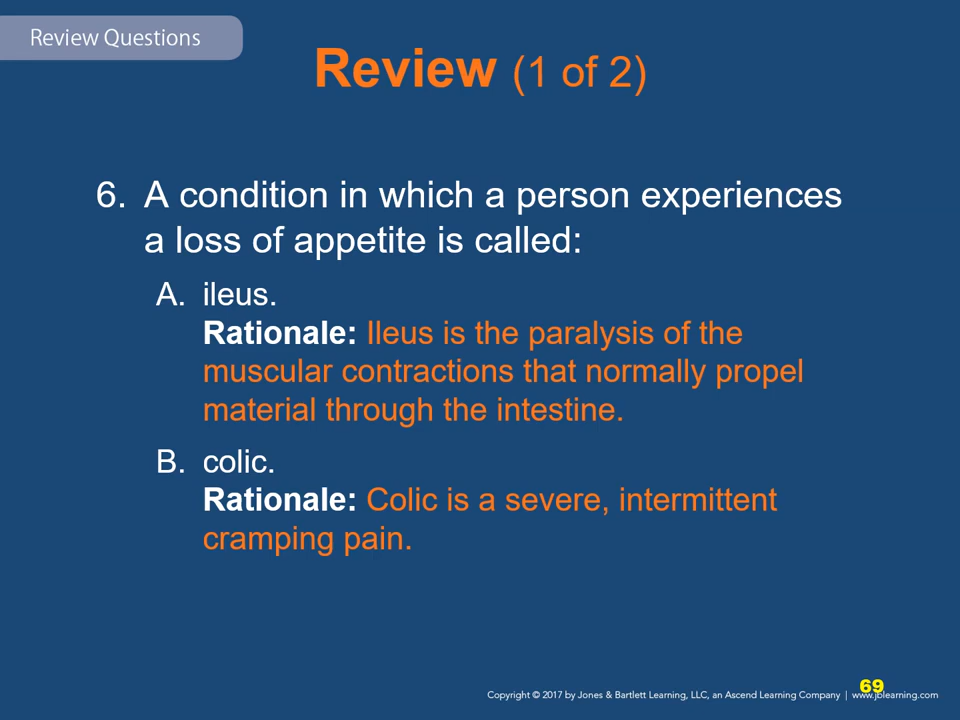 Review Questions
Review (1 of 2)
6. A condition in which a person experiences
a loss of appetite is called:
A. ileus.
Rationale: Ileus is the paralysis of the
muscular contractions that normally propel
material through the intestine.
B. colic.
Rationale: Colic is a severe, intermittent
cramping pain.
69
Copyright © 2017 by Jones & Bartlett Learning, LLC, an Ascend Learning Company | www.jblearning.com